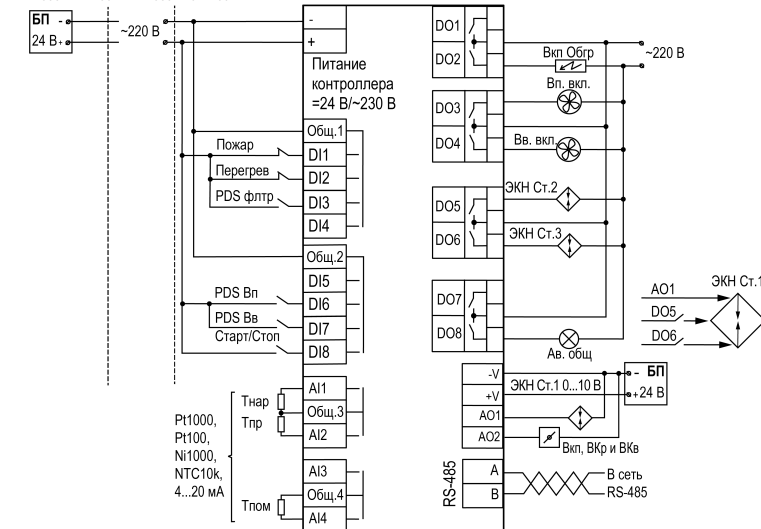 БП -
24 В+
~220 В
-
+
Питание
контроллера
=24 В/~230 В
Общ.1
Пожар
DI1
Перегрев
DI2
PDS флтр
DI3
DI4
Общ.2
DI5
PDS Вп
DI6
PDS Вв
DI7
Старт/Стоп
DI8
AI1
Тнар
Общ.3
Тпр
AI2
Pt1000,
Pt100,
Ni1000,
NTC10k,
4...20 мА
AI3
Общ.4
Тпом
AI4
DO1
DO2
Вкп Обгр
~220 В
Вп. вкл.
DO3
DO4
Вв. вкл.
ЭКН Ст.2
DO5
DO6
ЭКН Ст.3
DO7
DO8
Ав. общ
AO1
ЭКН Ст.1
DO5
DO6
-V
ЭКН Ст.1 0...10 В
- БП
+V
+24 В
AO1
AO2
Вкп, ВКр и ВКв
RS-485
A
B
В сеть
RS-485